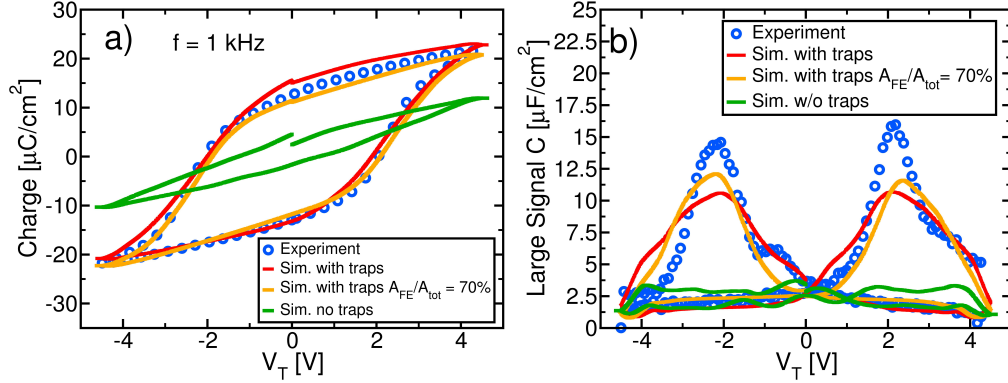 a)
f = 1 kHz
30
20
10
0
-10
-20
-30
Charge [µC/cm²]
Experiment
Sim. with traps
Sim. with traps A_FE/A_tot = 70%
Sim. no traps
-4 -2 0 2 4
V_T [V]
b)
25
22.5
20
17.5
15
12.5
10
7.5
5
2.5
0
Large Signal C [µF/cm²]
Experiment
Sim. with traps
Sim. with traps A_FE/A_tot= 70%
Sim. w/o traps
-4 -2 0 2 4
V_T [V]